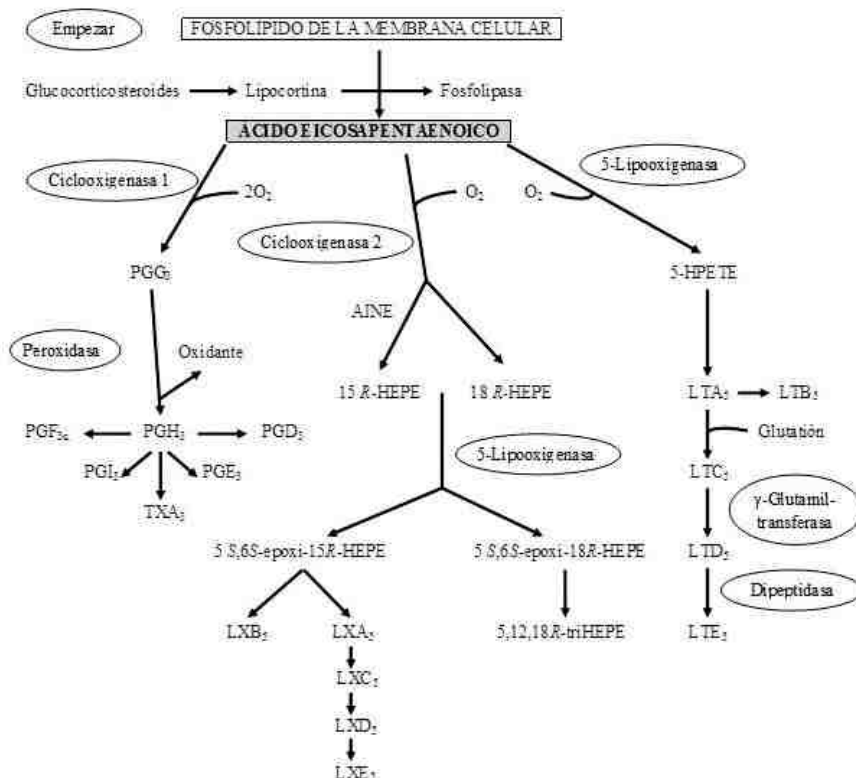 Empezar
FOSFOLIPIDO DE LA MEMBRANA CELULAR
Glucocorticosteroides
Lipocortina
Fosfolipasa
ACIDO EICOSAPENTAENOICO
Ciclooxigenasa 1
2O₂
Ciclooxigenasa 2
O₂
O₂
5-Lipooxigenasa
PGG₃
5-HPETE
AINE
Peroxidasa
Oxidante
15 R-HEPE
18 R-HEPE
LTA₅
LTB₅
PGF₃α
PGH₃
PGD₃
Glutatión
PGI₃
PGE₃
5-Lipooxigenasa
LTC₅
TXA₃
γ-Glutamil-
transferasa
5 S,6S-epoxi-15R-HEPE
5 S,6S-epoxi-18R-HEPE
LTD₅
Dipeptidasa
LXB₅
LXA₅
5,12,18R-triHEPE
LTE₅
LXC₅
LXD₅
LXE₅